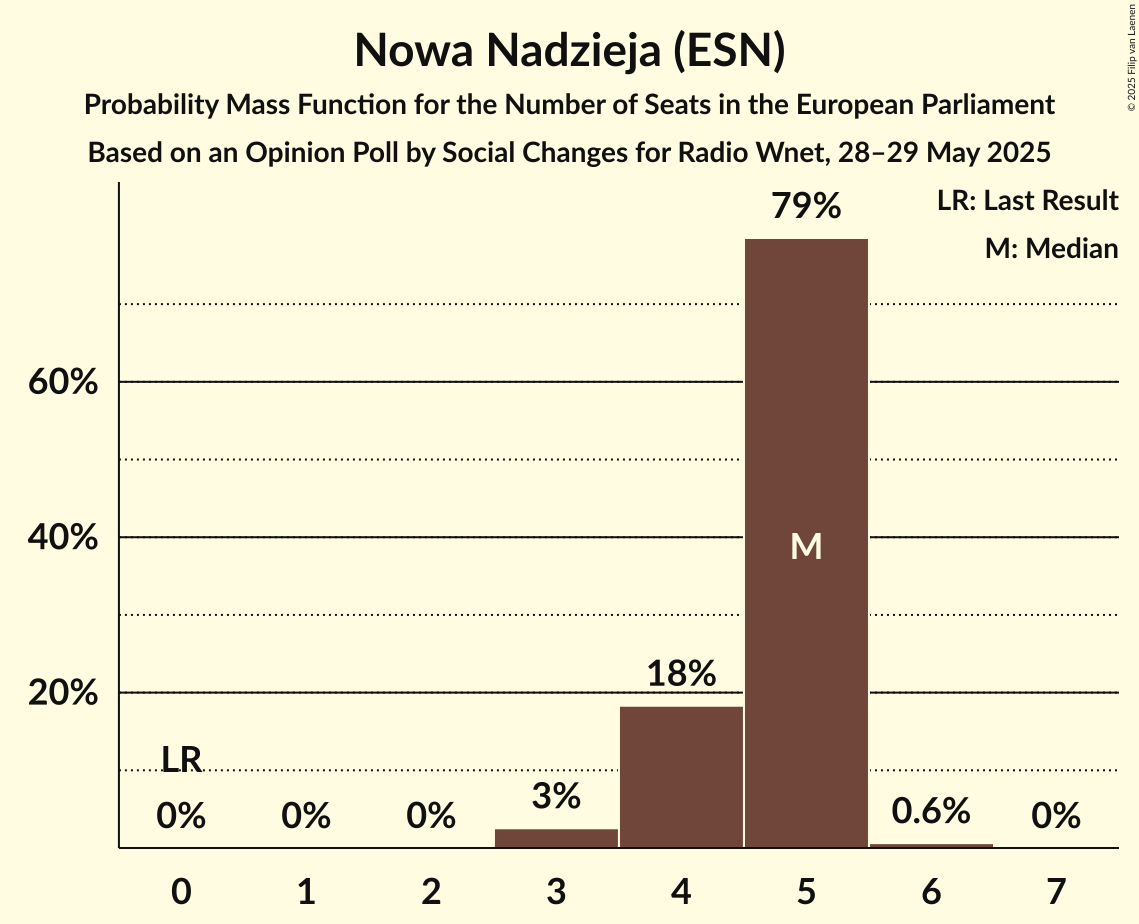 Nowa Nadzieja (ESN)
Probability Mass Function for the Number of Seats in the European Parliament
Based on an Opinion Poll by Social Changes for Radio Wnet, 28–29 May 2025
© 2025 Filip van Laenen
LR: Last Result
M: Median
79%
60%
40%
M
20%
18%
LR
0%
0%
0%
3%
0.6%
0%
0 1 2 3 4 5 6 7